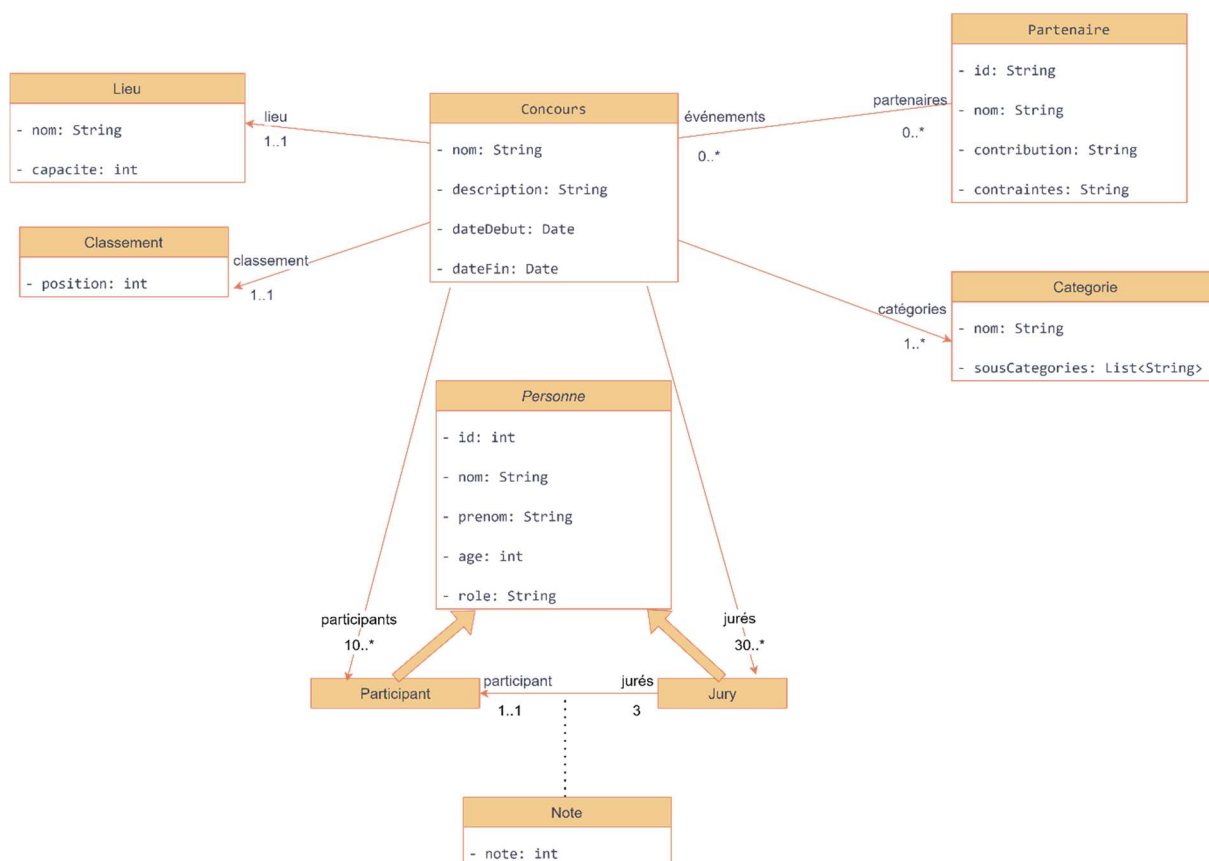 Partenaire
- id: String
- nom: String
- contribution: String
- contraintes: String
Lieu
- nom: String
- capacite: int
lieu
1..1
Concours
- nom: String
- description: String
- dateDebut: Date
- dateFin: Date
événements
0..*
partenaires
0..*
Classement
- position: int
classement
1..1
catégories
1..*
Categorie
- nom: String
- sousCategories: List<String>
Personne
- id: int
- nom: String
- prenom: String
- age: int
- role: String
participants
10..*
jurés
30..*
Participant
participant
1..1
jurés
3
Jury
Note
- note: int